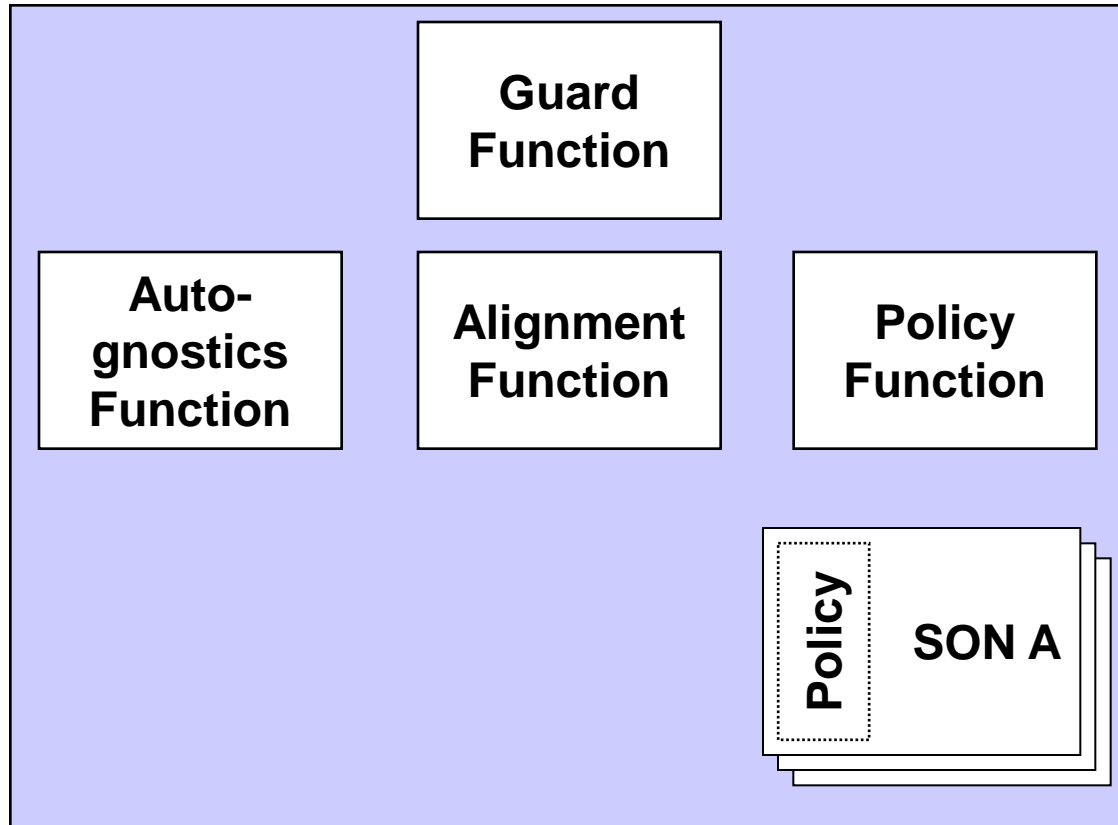 Guard
Function
Auto-
gnostics
Function
Alignment
Function
Policy
Function
Policy
SON A